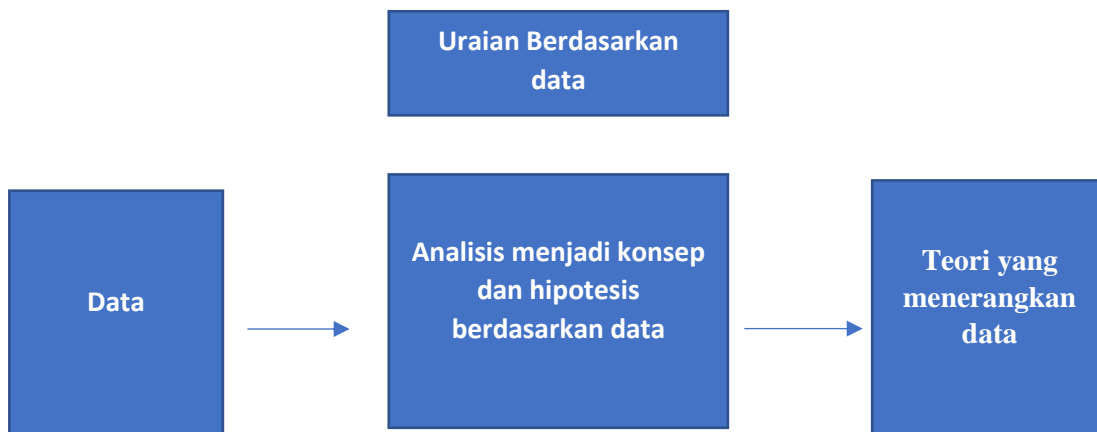 Uraian Berdasarkan
data
Data
Analisis menjadi konsep
dan hipotesis
berdasarkan data
Teori yang
menerangkan
data